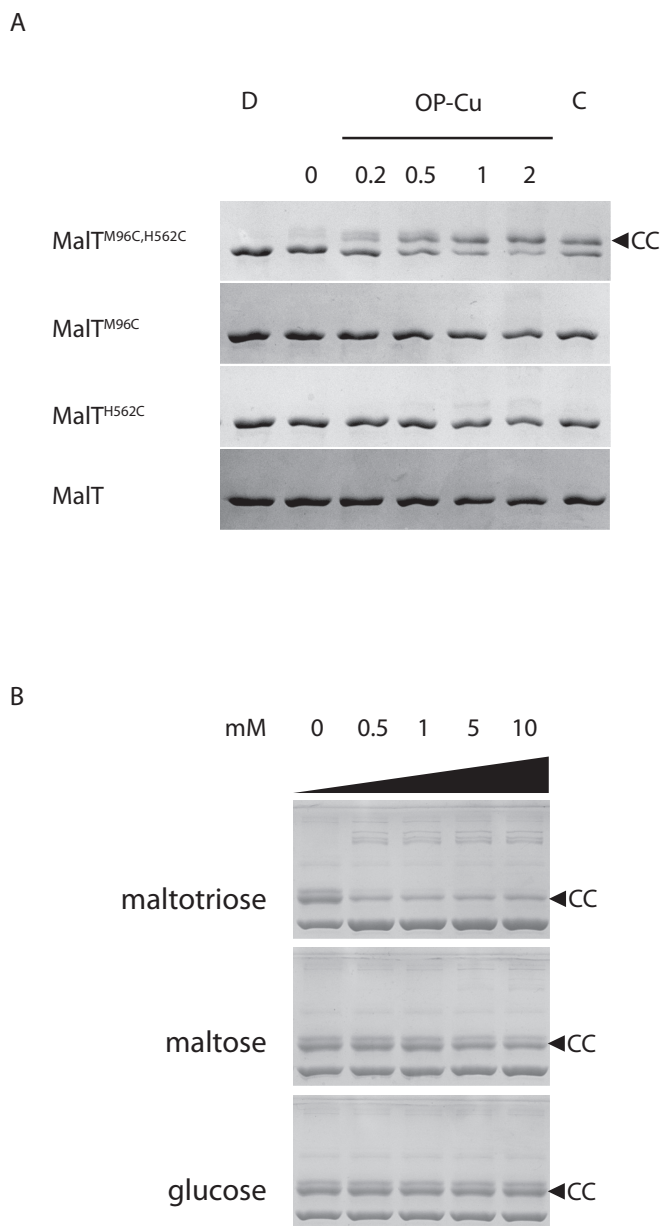 A
D OP-Cu C
0 0.2 0.5 1 2
MalT^M96C,H562C CC
MalT^M96C
MalT^H562C
MalT
B
mM 0 0.5 1 5 10
maltotriose CC
maltose CC
glucose CC